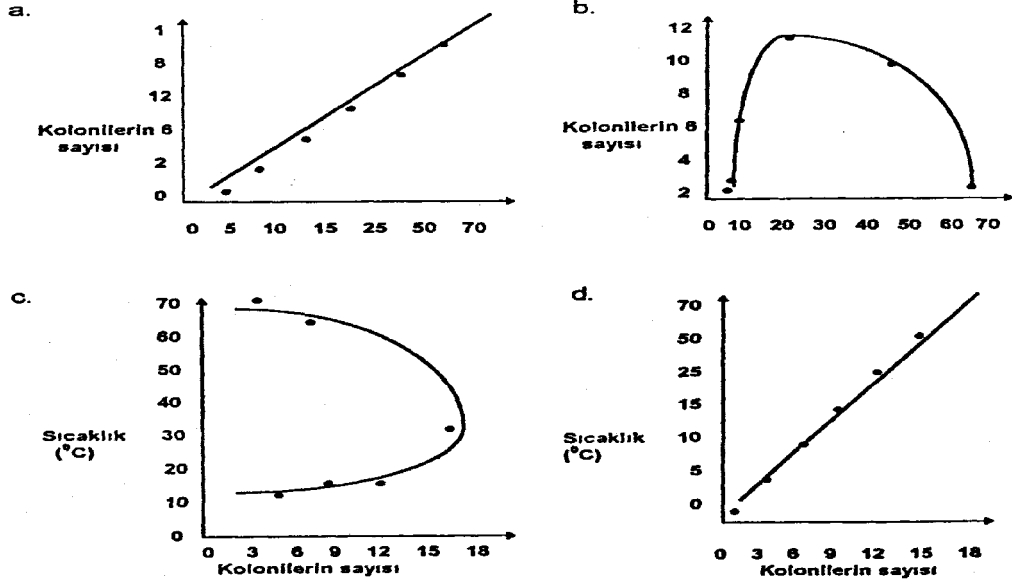 a.
1
8
12
Kolonilerin 6
sayısı
2
0
0 5 10 15 25 50 70
b.
12
10
8
Kolonilerin 6
sayısı
4
2
0 10 20 30 40 50 60 70
c.
70
60
50
40
Sıcaklık 30
(°C)
20
10
0
0 3 6 9 12 15 18
Kolonilerin sayısı
d.
70
50
25
15
Sıcaklık 10
(°C)
5
0
0 3 6 9 12 15 18
Kolonilerin sayısı